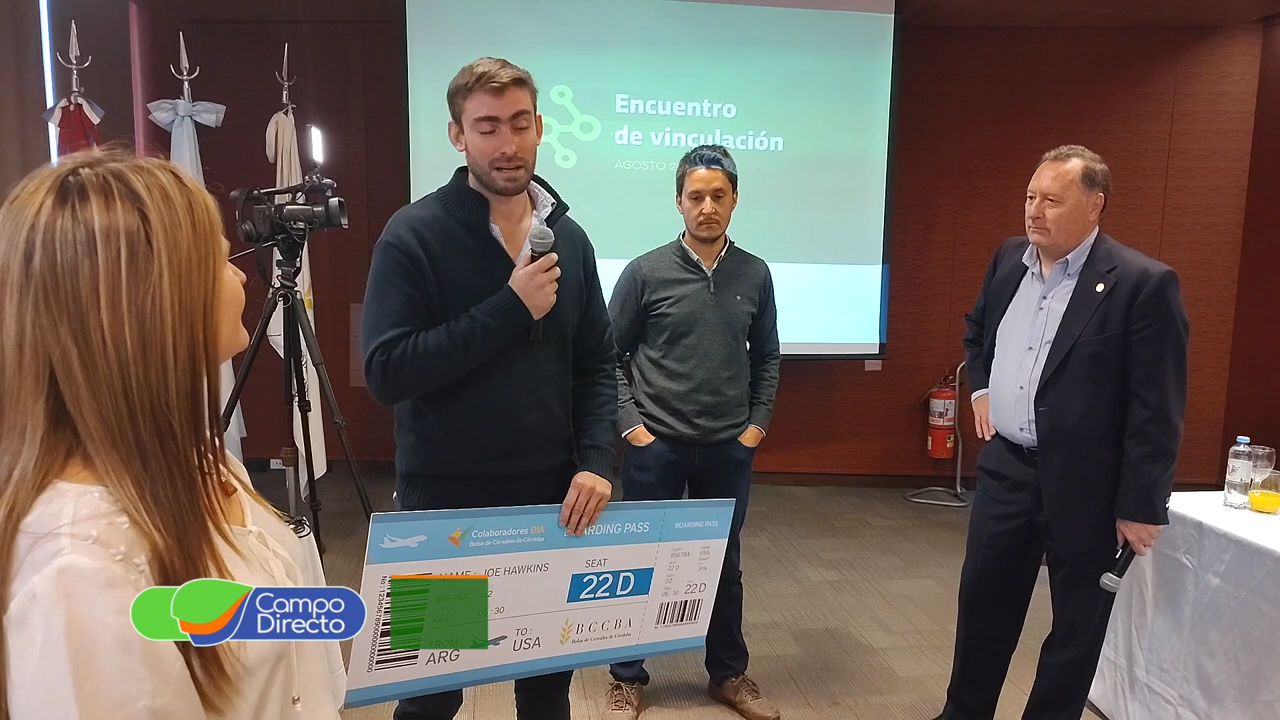 Encuentro
de vinculación
AGOSTO 2
Colaboradores DIA
Bolsa de Cereales de Córdoba
BOARDING PASS
BOARDING PASS
NAME: JOE HAWKINS
SEAT
22 D
22 D
FROM
ARG
TO:
USA
BCCBA
Bolsa de Cereales de Córdoba
22 D
Campo
Directo